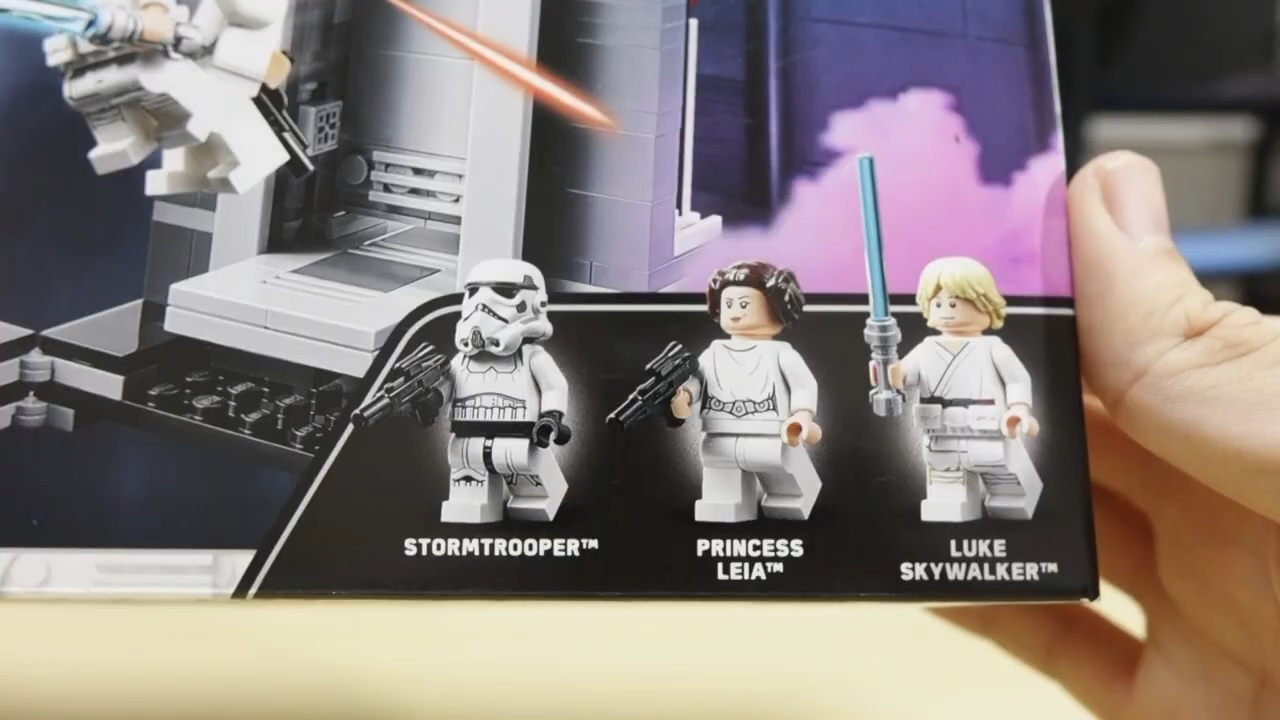 STORMTROOPER™
PRINCESS
LEIA™
LUKE
SKYWALKER™